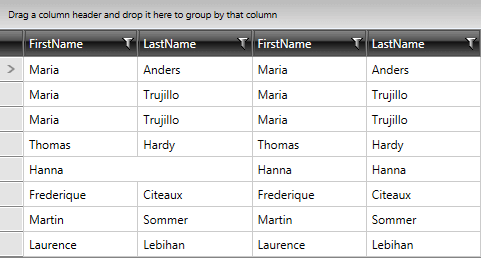 Drag a column header and drop it here to group by that column
FirstName LastName FirstName LastName
Maria Anders Maria Anders
Maria Trujillo Maria Trujillo
Maria Trujillo Maria Trujillo
Thomas Hardy Thomas Hardy
Hanna Hanna Hanna
Frederique Citeaux Frederique Citeaux
Martin Sommer Martin Sommer
Laurence Lebihan Laurence Lebihan